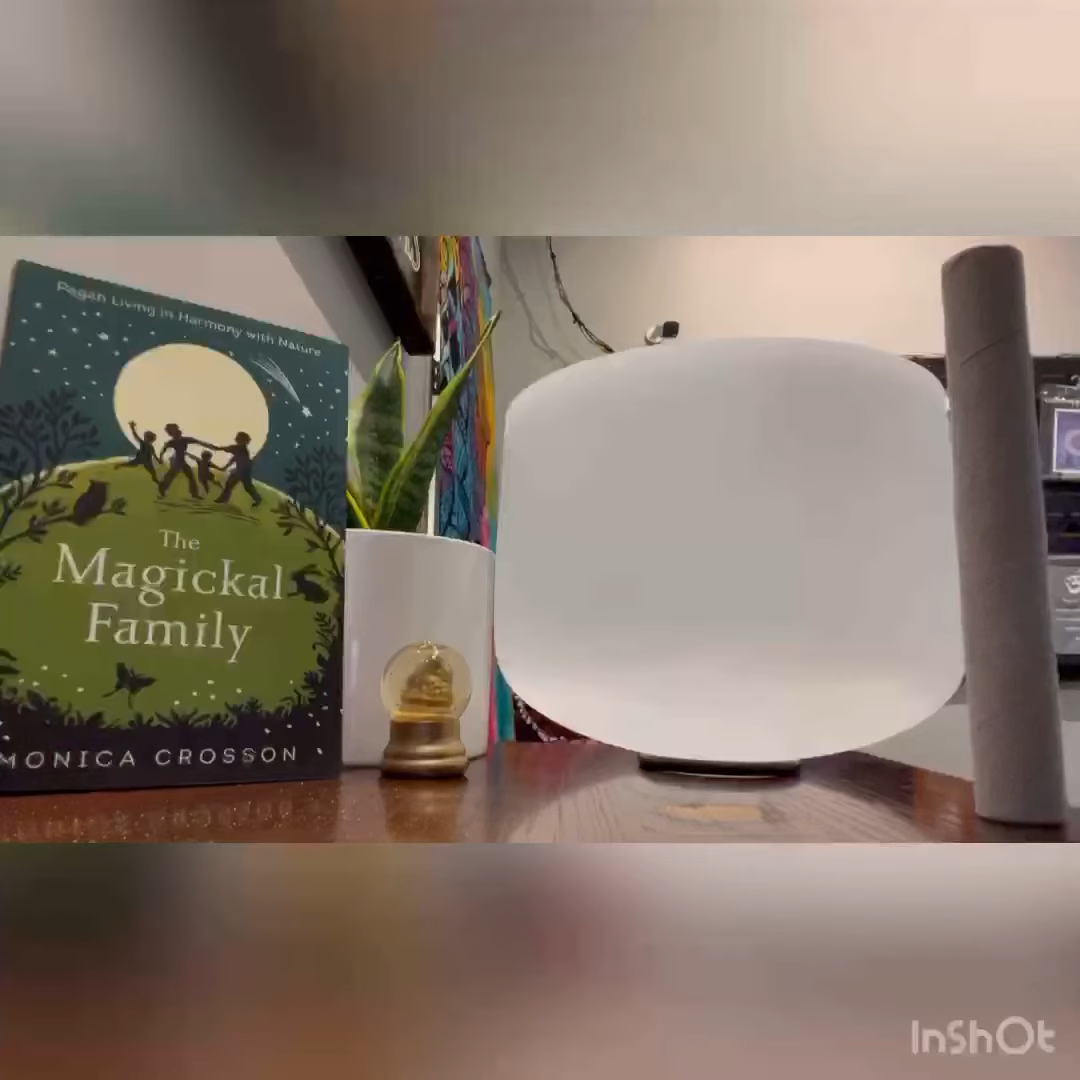 Pagan Living in Harmony with Nature
The
Magickal
Family
MONICA CROSSON
InShOt